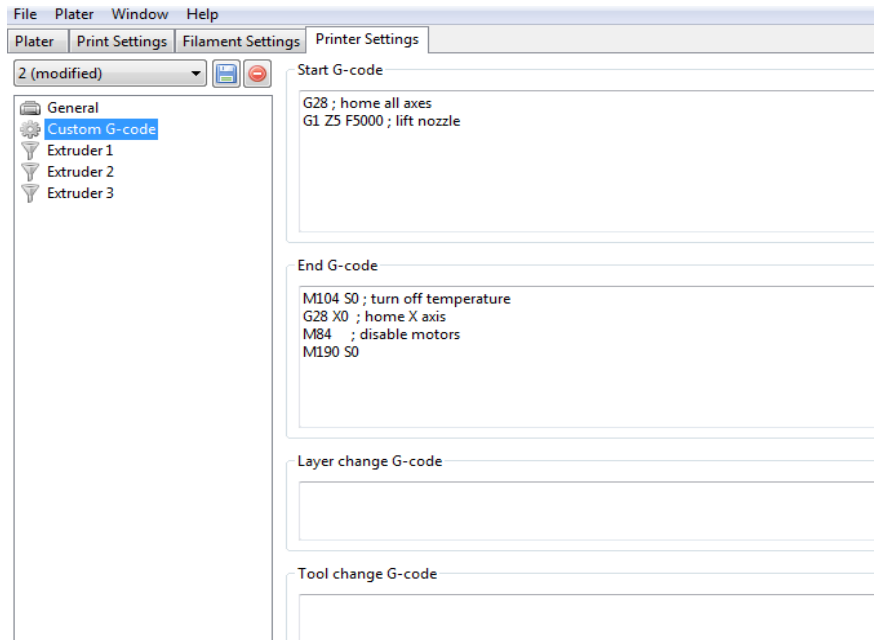 File Plater Window Help
Plater Print Settings Filament Settings Printer Settings
2 (modified)
General
Custom G-code
Extruder 1
Extruder 2
Extruder 3
Start G-code
G28 ; home all axes
G1 Z5 F5000 ; lift nozzle
End G-code
M104 S0 ; turn off temperature
G28 X0  ; home X axis
M84     ; disable motors
M190 S0
Layer change G-code
Tool change G-code